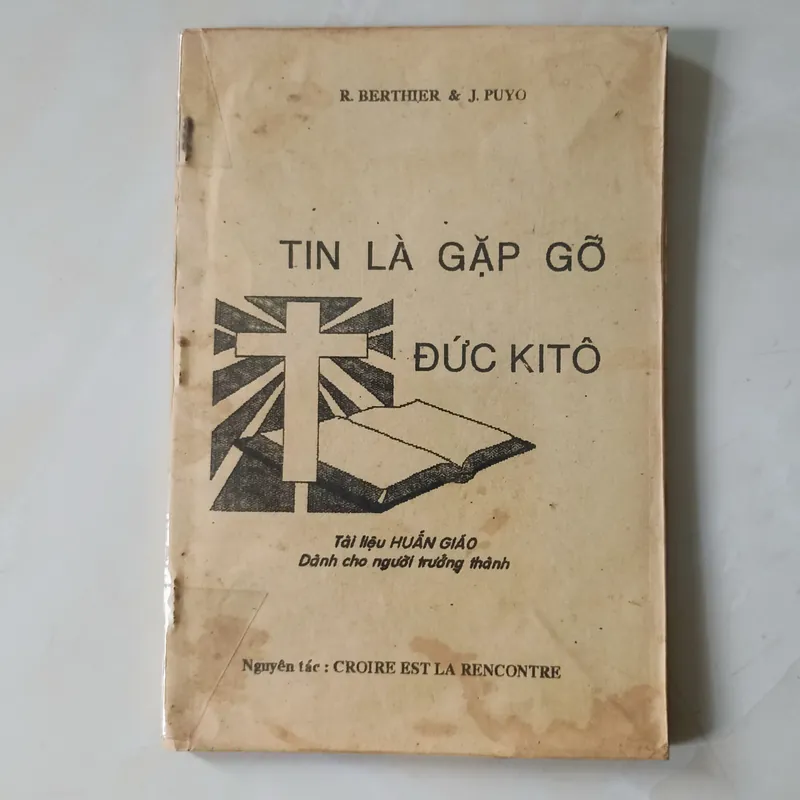 R. BERTHIER & J. PUYO
TIN LÀ GẶP GỠ
ĐỨC KITÔ
Tài liệu HUẤN GIÁO
Dành cho người trưởng thành
Nguyên tác : CROIRE EST LA RENCONTRE